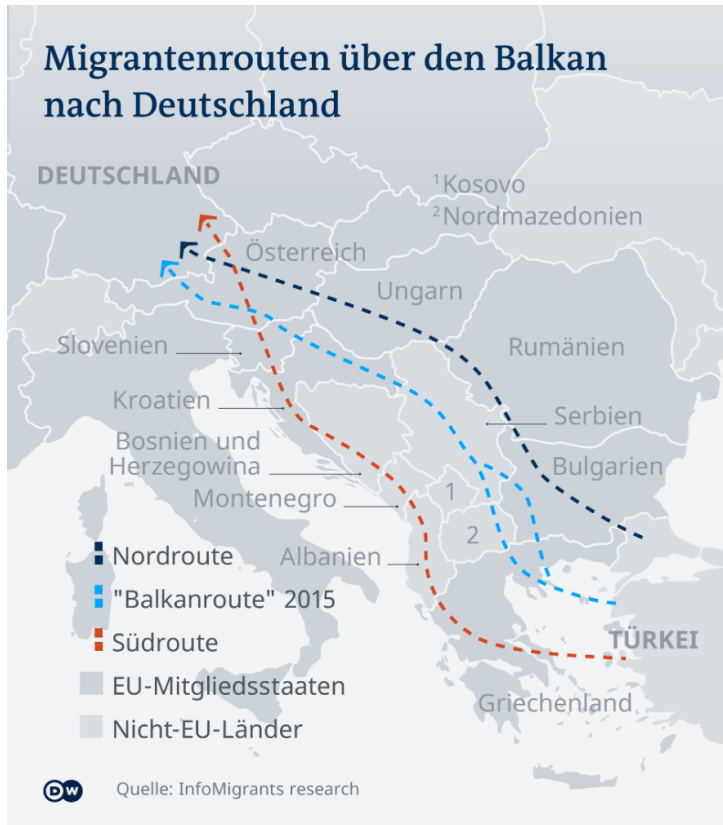 Migrantenrouten über den Balkan
nach Deutschland
DEUTSCHLAND
¹Kosovo
²Nordmazedonien
Österreich
Ungarn
Slovenien
Rumänien
Kroatien
Serbien
Bosnien und
Herzegowina
Bulgarien
Montenegro
1
2
Albanien
Nordroute
"Balkanroute" 2015
Südroute
TÜRKEI
EU-Mitgliedsstaaten
Griechenland
Nicht-EU-Länder
DW
Quelle: InfoMigrants research